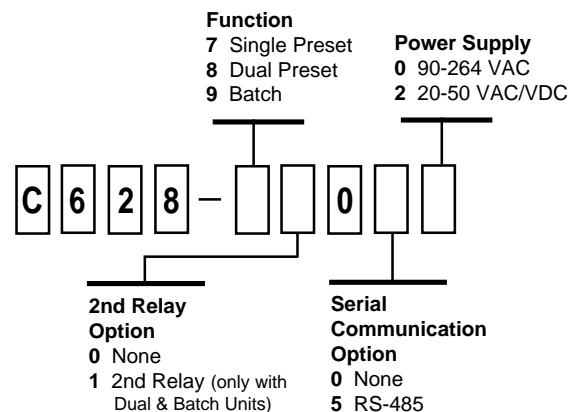 Function
7 Single Preset
8 Dual Preset
9 Batch
Power Supply
0 90-264 VAC
2 20-50 VAC/VDC
C 6 2 8 – 0
2nd Relay
Option
0 None
1 2nd Relay (only with
Dual & Batch Units)
Serial
Communication
Option
0 None
5 RS-485